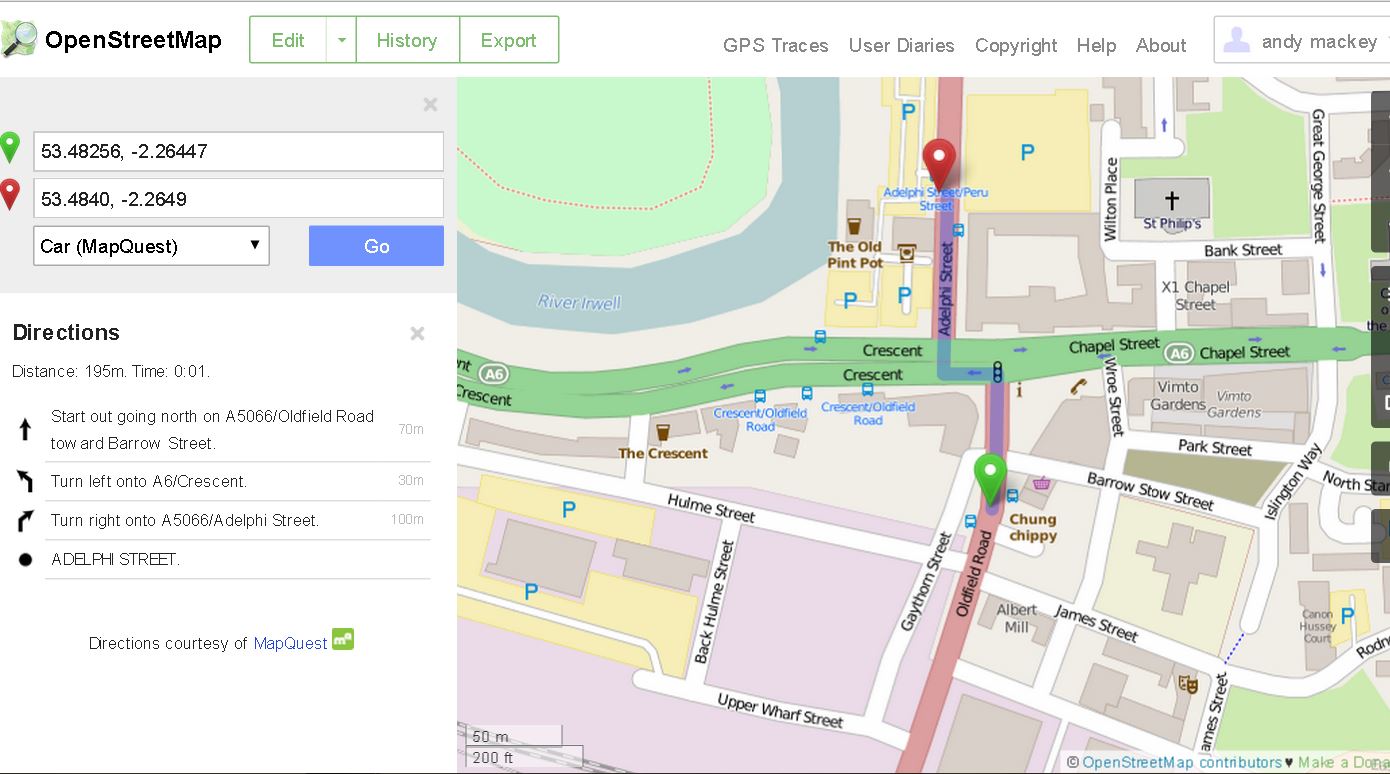 OpenStreetMap
Edit
History
Export
GPS Traces
User Diaries
Copyright
Help
About
andy mackey
53.48256, -2.26447
53.4840, -2.2649
Car (MapQuest)
Go
Directions
Distance: 195m. Time: 0:01.
Start out going north on A5066/Oldfield Road
toward Barrow Street.
70m
Turn left onto A6/Crescent.
30m
Turn right onto A5066/Adelphi Street.
100m
ADELPHI STREET.
Directions courtesy of MapQuest
P
P
Adelphi Street/Peru
Street
Wilton Place
Great George Street
St Philip's
Bank Street
The Old
Pint Pot
P
P
Adelphi Street
River Irwell
X1 Chapel
Street
Crescent
Chapel Street
A6
Chapel Street
A6
Crescent
Crescent
Crescent/Oldfield
Road
Crescent/Oldfield
Road
i
Wroe Street
Vimto
Gardens
Vimto
Gardens
The Crescent
Park Street
Islington Way
North Star
Barrow Stow Street
Hulme Street
P
Chung
chippy
P
Back Hulme Street
Gaythorn Street
Oldfield Road
Albert
Mill
James Street
Canon
Hussey
Court
P
Rodn
Upper Wharf Street
ames Street
50 m
200 ft
© OpenStreetMap contributors ♥ Make a Dona